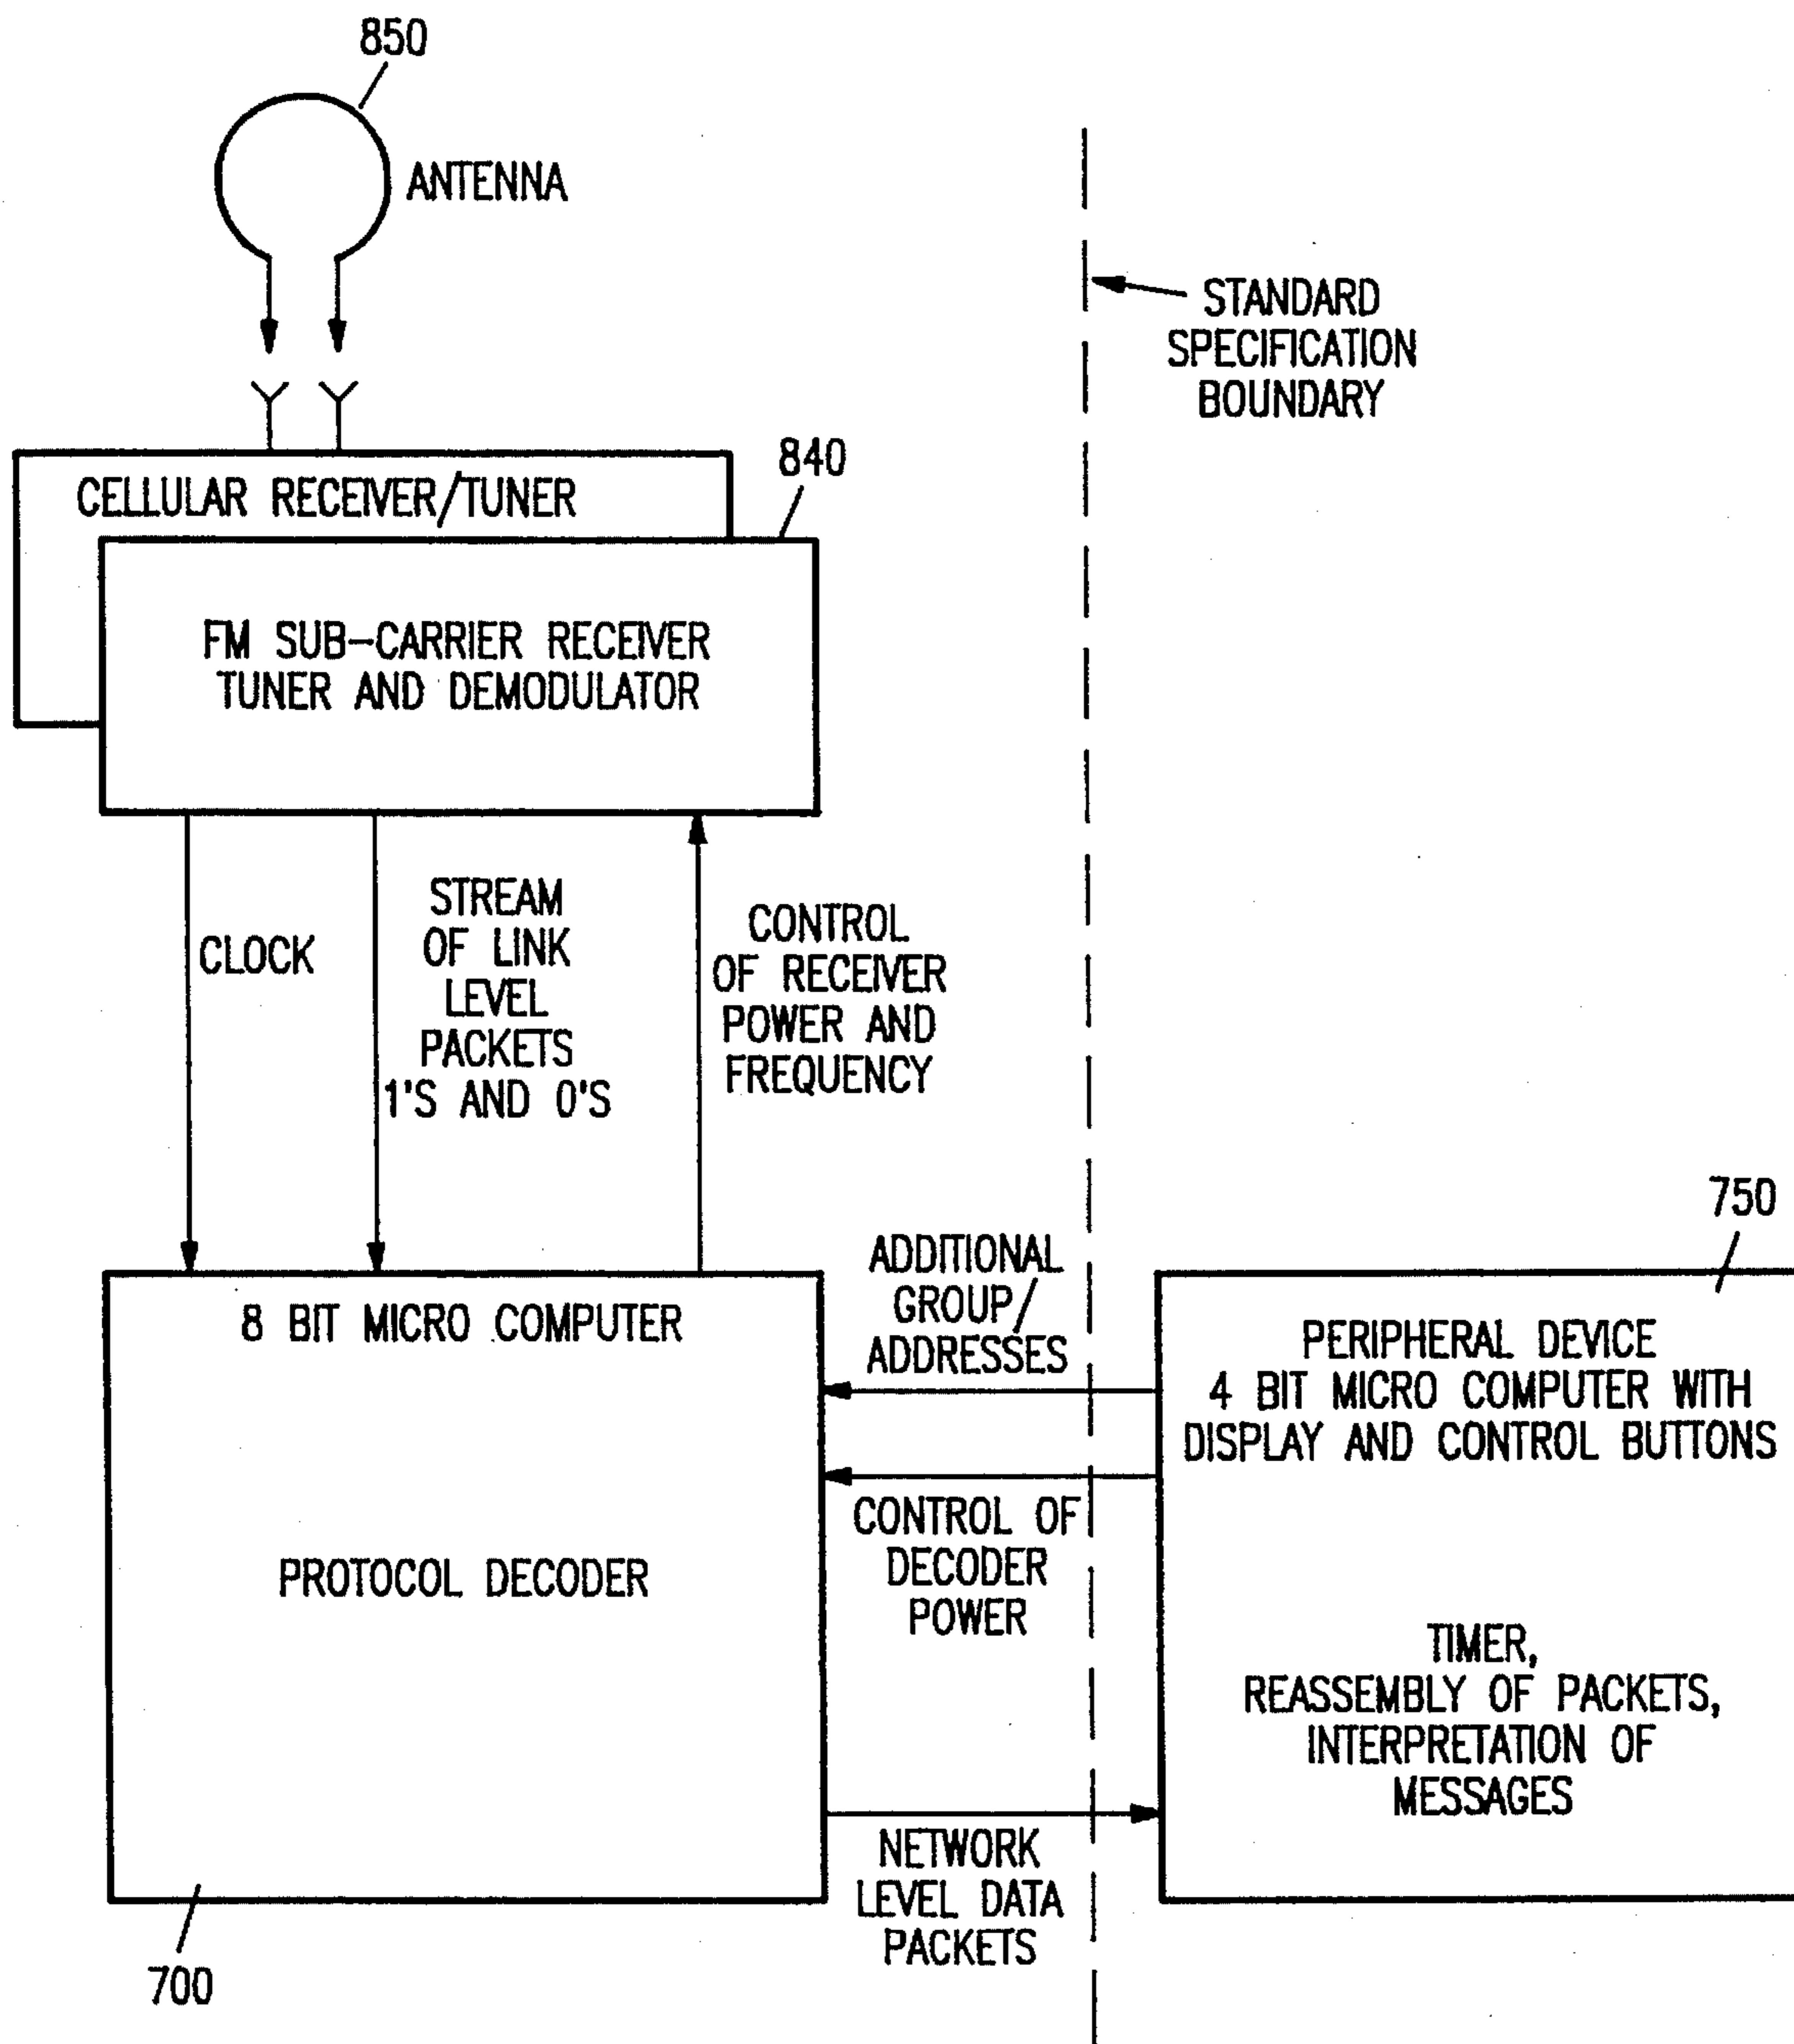 850
ANTENNA
STANDARD
SPECIFICATION
BOUNDARY
840
CELLULAR RECEIVER/TUNER
FM SUB-CARRIER RECEIVER
TUNER AND DEMODULATOR
CLOCK
STREAM
OF LINK
LEVEL
PACKETS
1'S AND 0'S
CONTROL
OF RECEIVER
POWER AND
FREQUENCY
750
8 BIT MICRO COMPUTER
PROTOCOL DECODER
ADDITIONAL
GROUP/
ADDRESSES
CONTROL OF
DECODER
POWER
NETWORK
LEVEL DATA
PACKETS
PERIPHERAL DEVICE
4 BIT MICRO COMPUTER WITH
DISPLAY AND CONTROL BUTTONS
TIMER,
REASSEMBLY OF PACKETS,
INTERPRETATION OF
MESSAGES
700